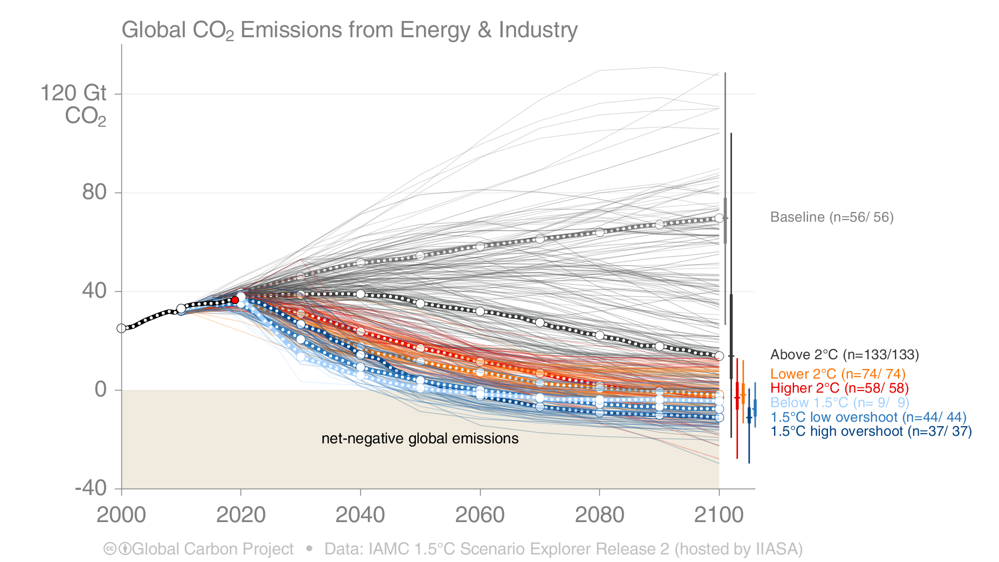 Global CO₂ Emissions from Energy & Industry
120 Gt
CO₂
80
40
0
-40
2000 2020 2040 2060 2080 2100
Baseline (n=56/ 56)
Above 2°C (n=133/133)
Lower 2°C (n=74/ 74)
Higher 2°C (n=58/ 58)
Below 1.5°C (n= 9/  9)
1.5°C low overshoot (n=44/ 44)
1.5°C high overshoot (n=37/ 37)
net-negative global emissions
cc Global Carbon Project • Data: IAMC 1.5°C Scenario Explorer Release 2 (hosted by IIASA)